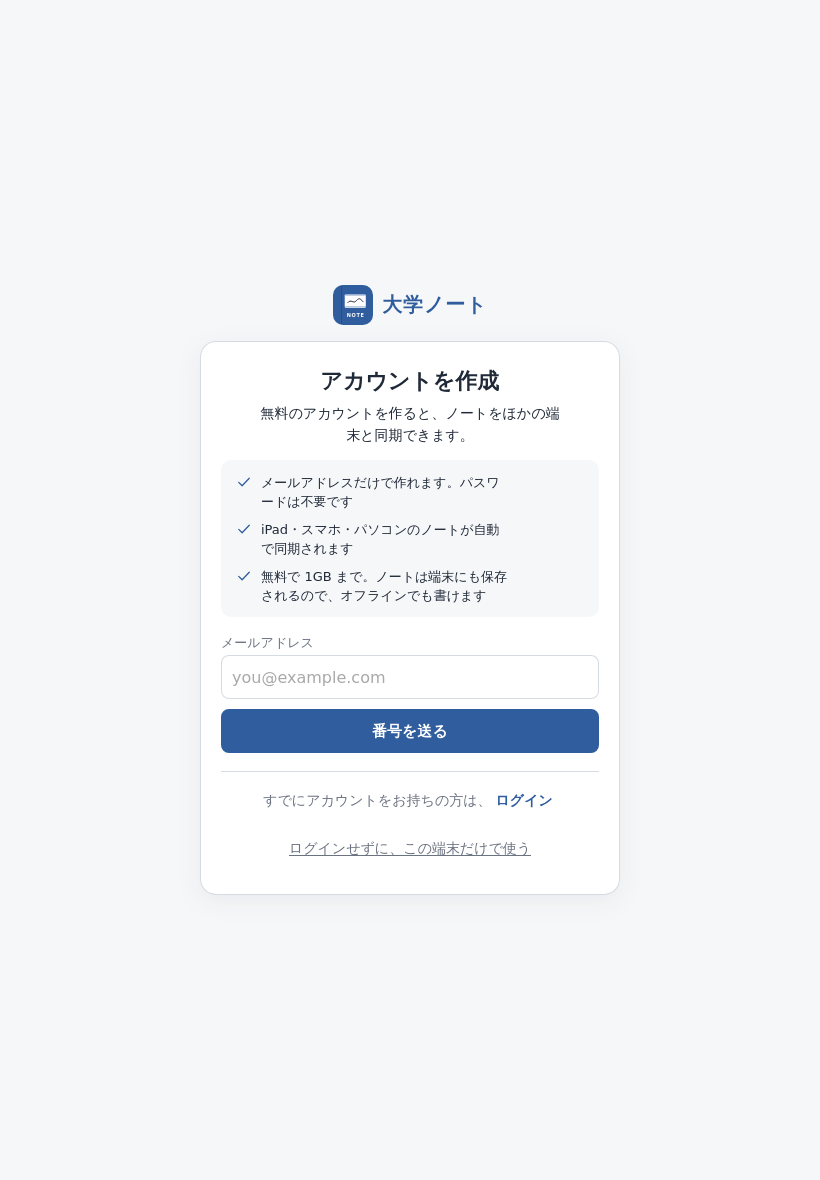 NOTE
大学ノート
アカウントを作成
無料のアカウントを作ると、ノートをほかの端
末と同期できます。
メールアドレスだけで作れます。パスワ
ードは不要です
iPad・スマホ・パソコンのノートが自動
で同期されます
無料で 1GB まで。ノートは端末にも保存
されるので、オフラインでも書けます
メールアドレス
you@example.com
番号を送る
すでにアカウントをお持ちの方は、 ログイン
ログインせずに、この端末だけで使う